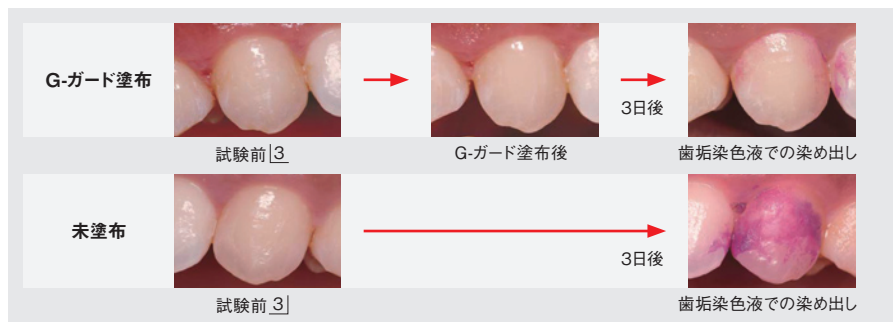 G-ガード塗布
3日後
試験前|3
G-ガード塗布後
歯垢染色液での染め出し
未塗布
3日後
試験前 3|
歯垢染色液での染め出し